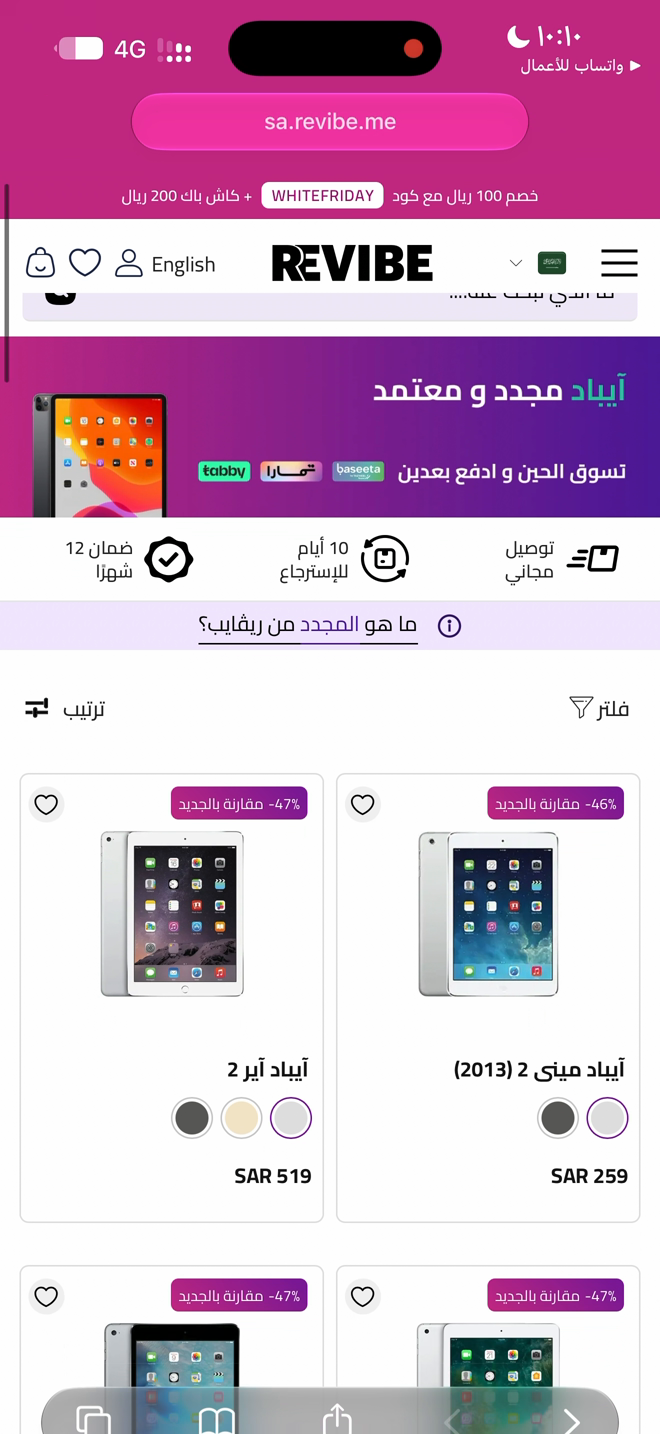 ١٠:١٠
4G
واتساب للأعمال ◀
sa.revibe.me
خصم 100 ريال مع كود WHITEFRIDAY + كاش باك 200 ريال
REVIBE
English
آيباد مجدد و معتمد
تسوق الحين و ادفع بعدين baseeta تمارا tabby
توصيل
مجاني
10 أيام
للإسترجاع
ضمان 12
شهرًا
ما هو المجدد من ريڤايب؟
فلتر
ترتيب
-46% مقارنة بالجديد
آيباد ميني 2 (2013)
SAR 259
-47% مقارنة بالجديد
آيباد آير 2
SAR 519
-47% مقارنة بالجديد
-47% مقارنة بالجديد